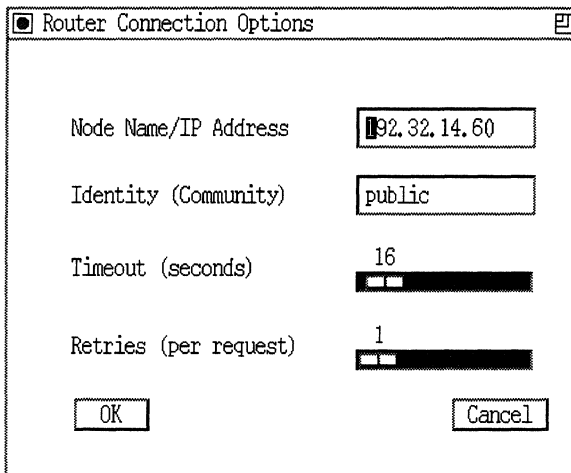 Router Connection Options
Node Name/IP Address 192.32.14.60
Identity (Community) public
Timeout (seconds) 16
Retries (per request) 1
OK Cancel